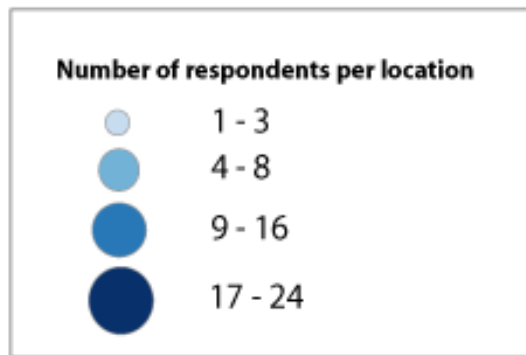 Number of respondents per location
1 - 3
4 - 8
9 - 16
17 - 24